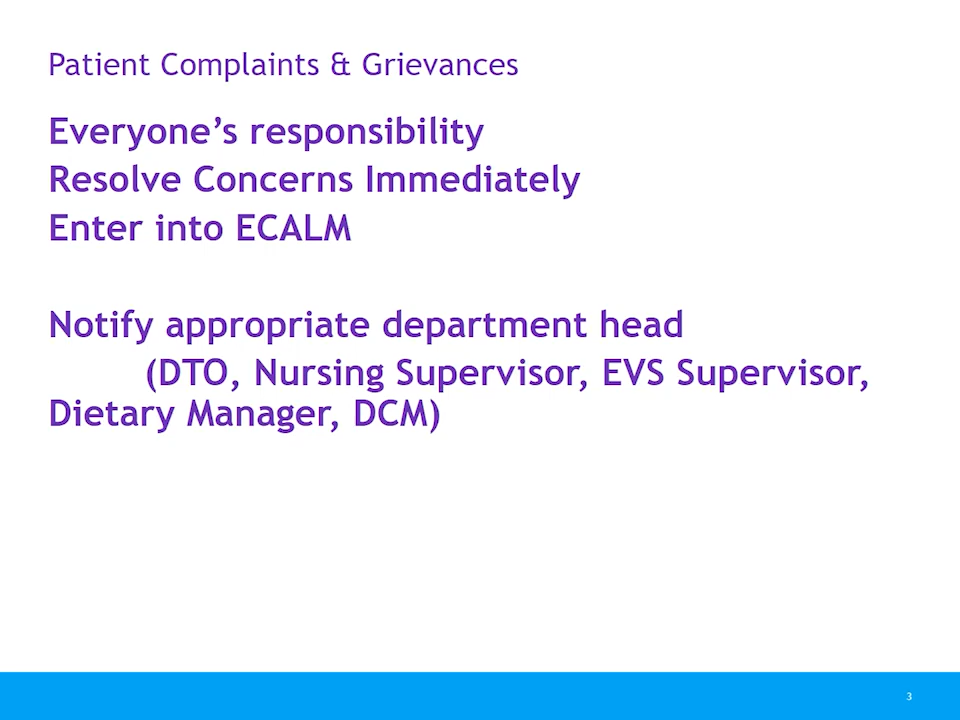 Patient Complaints & Grievances
Everyone’s responsibility
Resolve Concerns Immediately
Enter into ECALM
Notify appropriate department head
(DTO, Nursing Supervisor, EVS Supervisor,
Dietary Manager, DCM)
3